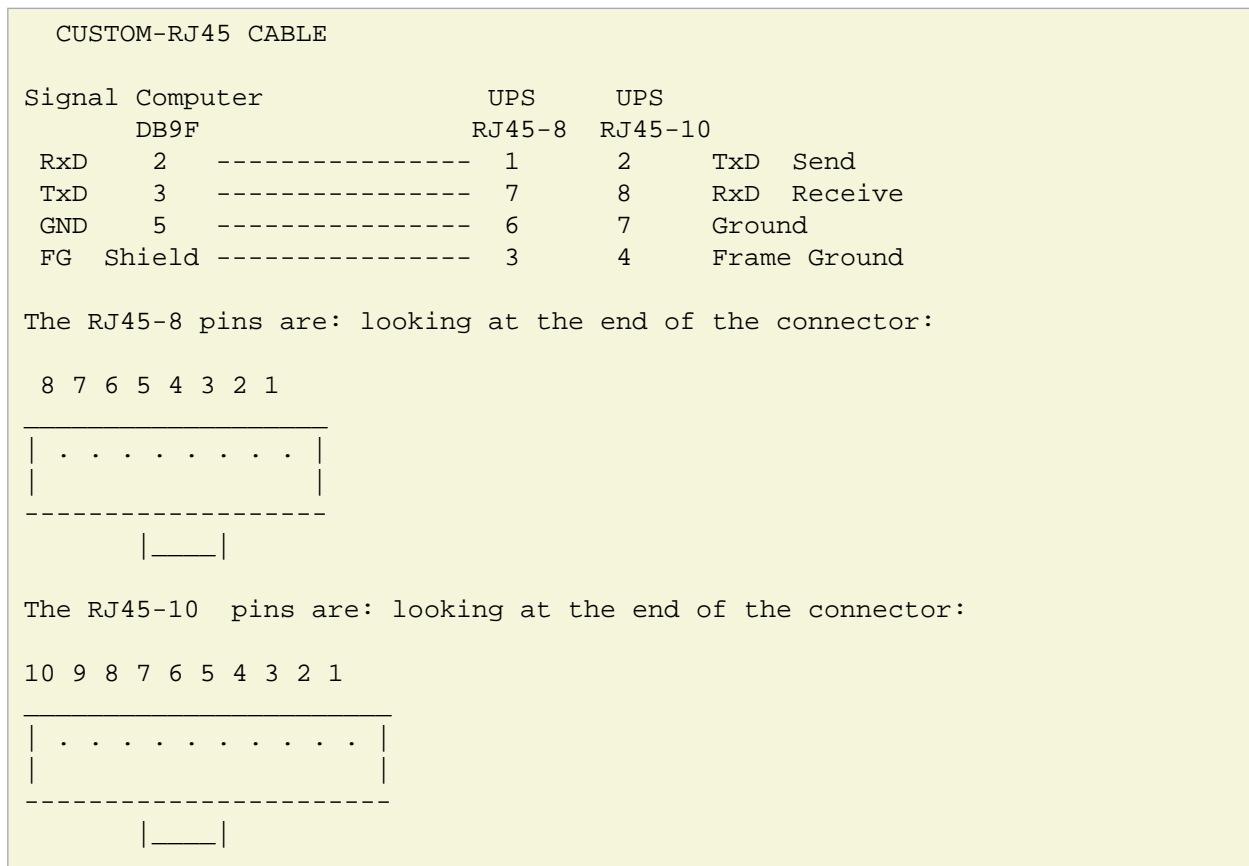 CUSTOM-RJ45 CABLE
Signal Computer UPS UPS
DB9F RJ45-8 RJ45-10
RxD 2 ---------------- 1 2 TxD Send
TxD 3 ---------------- 7 8 RxD Receive
GND 5 ---------------- 6 7 Ground
FG Shield ---------------- 3 4 Frame Ground
The RJ45-8 pins are: looking at the end of the connector:
8 7 6 5 4 3 2 1
___________________
| . . . . . . . . |
| |
-------------------
|____|
The RJ45-10 pins are: looking at the end of the connector:
10 9 8 7 6 5 4 3 2 1
_______________________
| . . . . . . . . . . |
| |
-----------------------
|____|